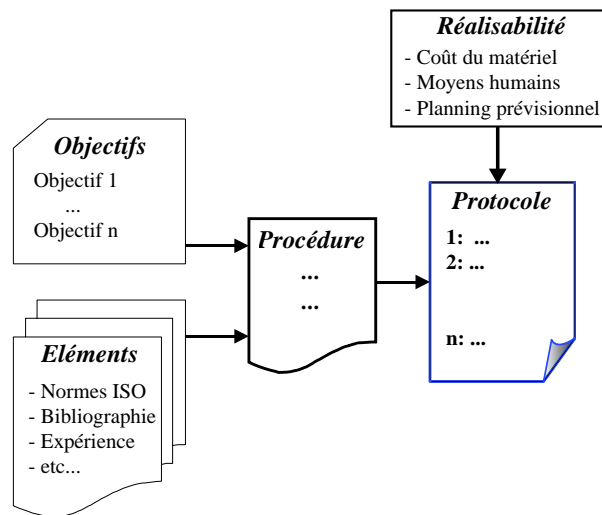 Réalisabilité
- Coût du matériel
- Moyens humains
- Planning prévisionnel
Objectifs
Objectif 1
...
Objectif n
Procédure
...
...
Protocole
1: ...
2: ...
n: ...
Eléments
- Normes ISO
- Bibliographie
- Expérience
- etc...